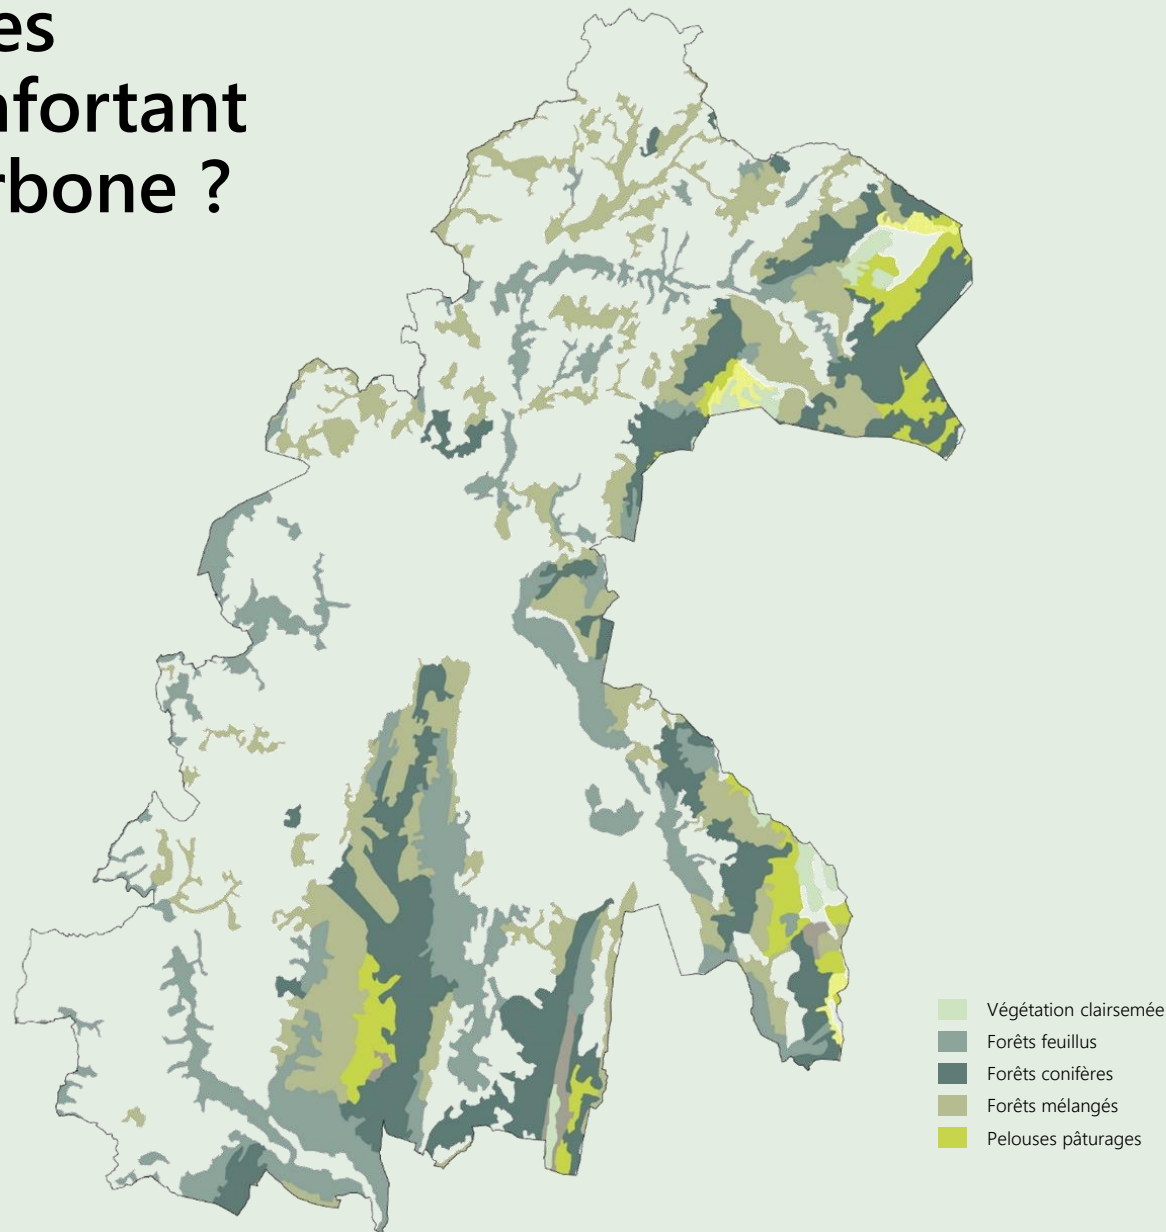 es
nfortant
rbone ?
Végétation clairsemée
Forêts feuillus
Forêts conifères
Forêts mélangés
Pelouses pâturages